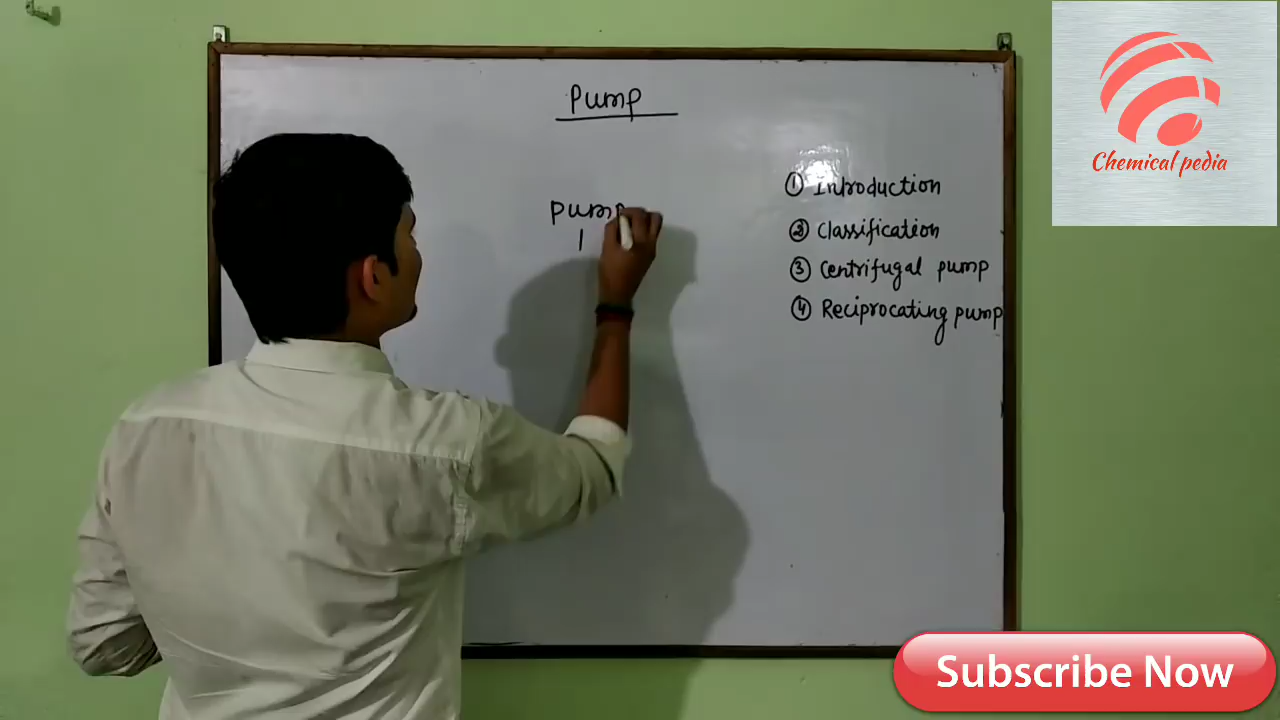 Pump
Pump
① Introduction
② Classification
③ Centrifugal pump
④ Reciprocating pump
Chemical pedia
Subscribe Now